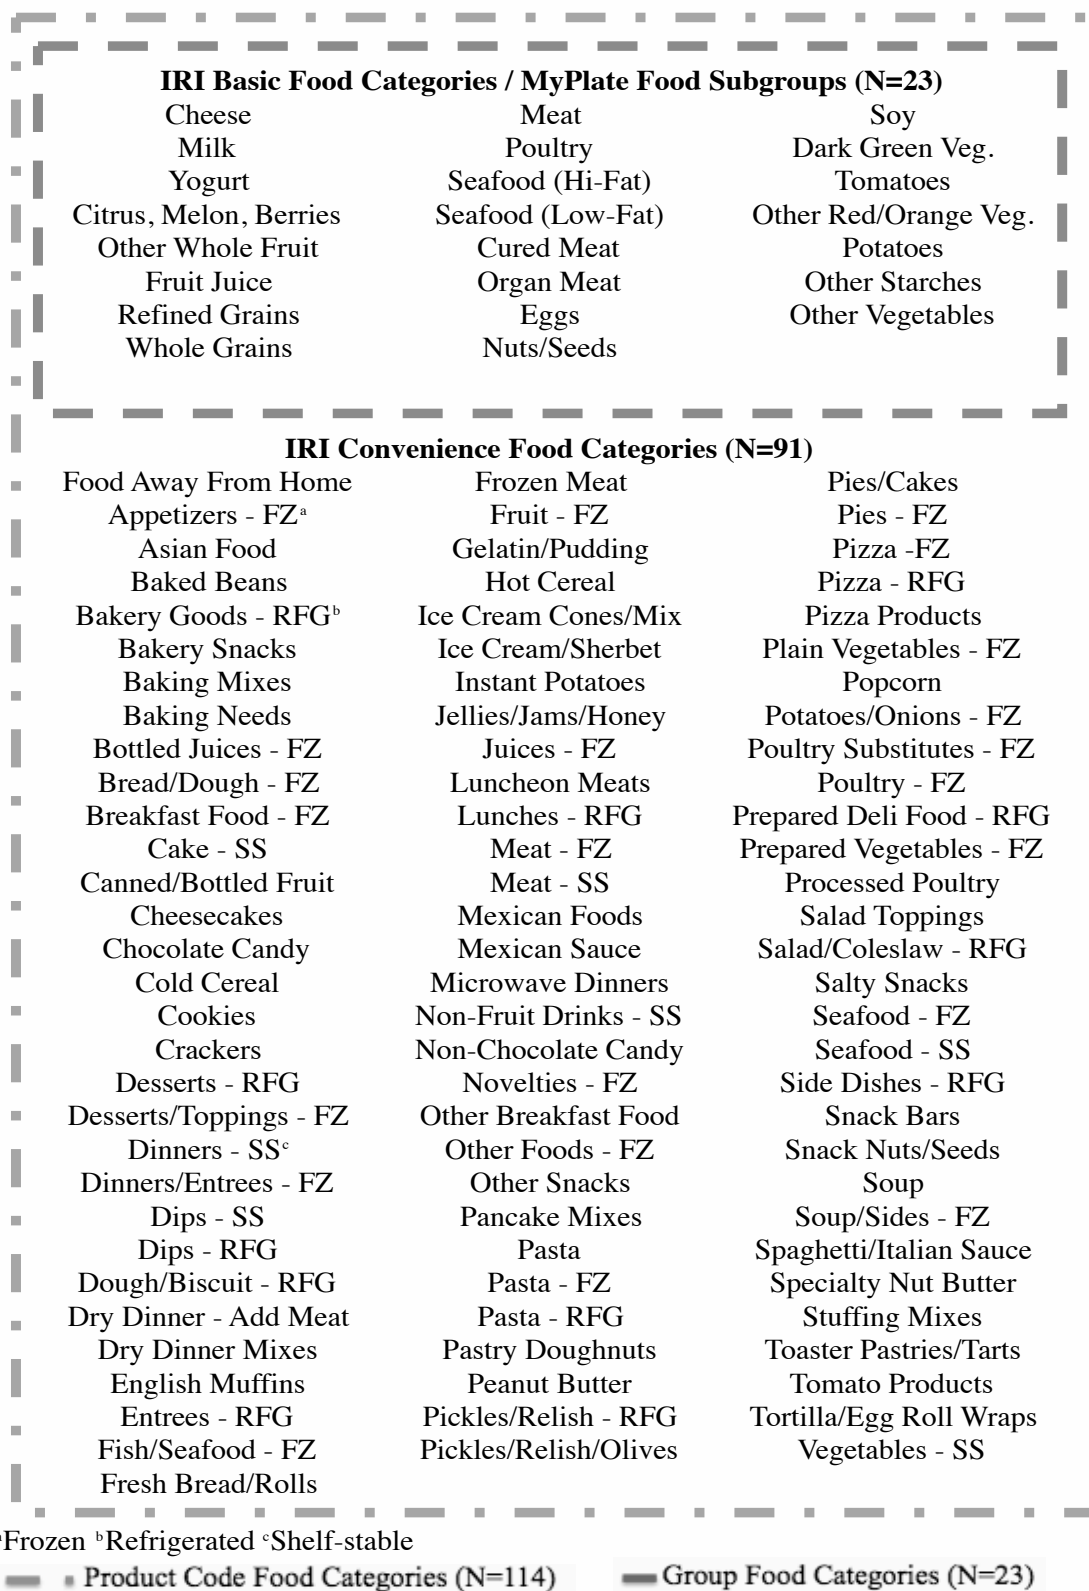 IRI Basic Food Categories / MyPlate Food Subgroups (N=23)
Cheese Meat Soy
Milk Poultry Dark Green Veg.
Yogurt Seafood (Hi-Fat) Tomatoes
Citrus, Melon, Berries Seafood (Low-Fat) Other Red/Orange Veg.
Other Whole Fruit Cured Meat Potatoes
Fruit Juice Organ Meat Other Starches
Refined Grains Eggs Other Vegetables
Whole Grains Nuts/Seeds
IRI Convenience Food Categories (N=91)
Food Away From Home Frozen Meat Pies/Cakes
Appetizers - FZᵃ Fruit - FZ Pies - FZ
Asian Food Gelatin/Pudding Pizza -FZ
Baked Beans Hot Cereal Pizza - RFG
Bakery Goods - RFGᵇ Ice Cream Cones/Mix Pizza Products
Bakery Snacks Ice Cream/Sherbet Plain Vegetables - FZ
Baking Mixes Instant Potatoes Popcorn
Baking Needs Jellies/Jams/Honey Potatoes/Onions - FZ
Bottled Juices - FZ Juices - FZ Poultry Substitutes - FZ
Bread/Dough - FZ Luncheon Meats Poultry - FZ
Breakfast Food - FZ Lunches - RFG Prepared Deli Food - RFG
Cake - SS Meat - FZ Prepared Vegetables - FZ
Canned/Bottled Fruit Meat - SS Processed Poultry
Cheesecakes Mexican Foods Salad Toppings
Chocolate Candy Mexican Sauce Salad/Coleslaw - RFG
Cold Cereal Microwave Dinners Salty Snacks
Cookies Non-Fruit Drinks - SS Seafood - FZ
Crackers Non-Chocolate Candy Seafood - SS
Desserts - RFG Novelties - FZ Side Dishes - RFG
Desserts/Toppings - FZ Other Breakfast Food Snack Bars
Dinners - SSᶜ Other Foods - FZ Snack Nuts/Seeds
Dinners/Entrees - FZ Other Snacks Soup
Dips - SS Pancake Mixes Soup/Sides - FZ
Dips - RFG Pasta Spaghetti/Italian Sauce
Dough/Biscuit - RFG Pasta - FZ Specialty Nut Butter
Dry Dinner - Add Meat Pasta - RFG Stuffing Mixes
Dry Dinner Mixes Pastry Doughnuts Toaster Pastries/Tarts
English Muffins Peanut Butter Tomato Products
Entrees - RFG Pickles/Relish - RFG Tortilla/Egg Roll Wraps
Fish/Seafood - FZ Pickles/Relish/Olives Vegetables - SS
Fresh Bread/Rolls
ᵃFrozen ᵇRefrigerated ᶜShelf-stable
Product Code Food Categories (N=114) Group Food Categories (N=23)